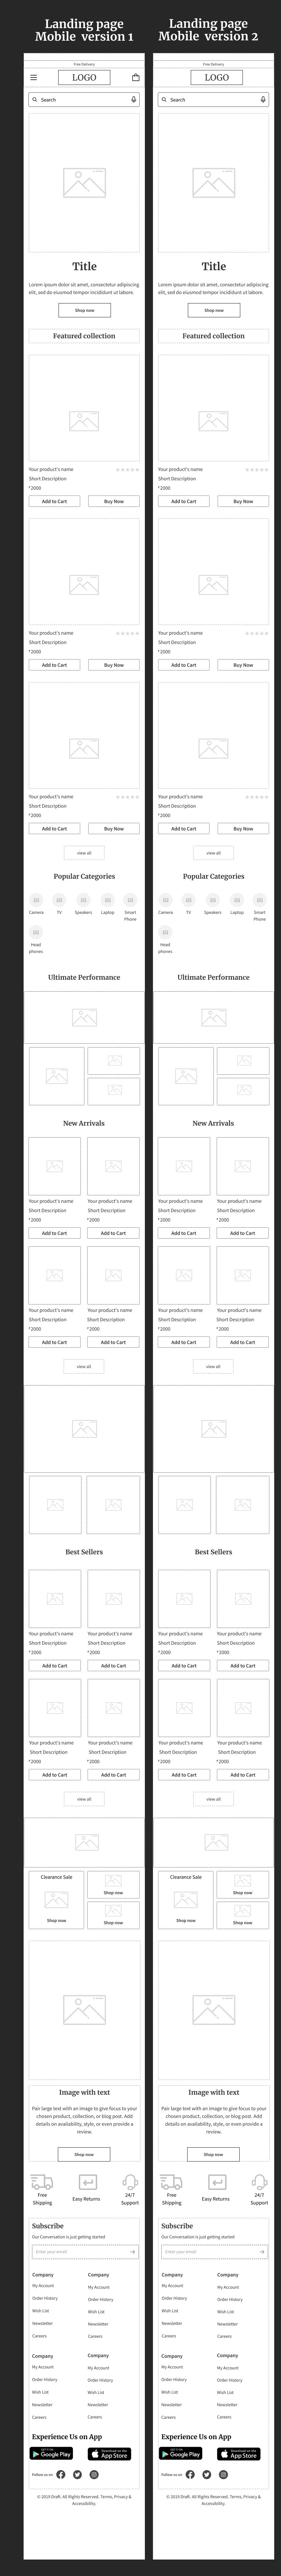 Landing page
Mobile version 1
Free Delivery
LOGO
Search
Title
Lorem ipsum dolor sit amet, consectetur adipiscing
elit, sed do eiusmod tempor incididunt ut labore.
Shop now
Featured collection
Your product's name
Short Description
2000
Add to Cart Buy Now
Your product's name
Short Description
2000
Add to Cart Buy Now
Your product's name
Short Description
2000
Add to Cart Buy Now
view all
Popular Categories
Camera TV Speakers Laptop Smart
Phone
Head
phones
Ultimate Performance
New Arrivals
Your product's name Your product's name
Short Description Short Description
2000 2000
Add to Cart Add to Cart
Your product's name Your product's name
Short Description Short Description
2000 2000
Add to Cart Add to Cart
view all
Best Sellers
Your product's name Your product's name
Short Description Short Description
2000 2000
Add to Cart Add to Cart
Your product's name Your product's name
Short Description Short Description
2000 2000
Add to Cart Add to Cart
view all
Clearance Sale
Shop now
Shop now
Shop now
Image with text
Pair large text with an image to give focus to your
chosen product, collection, or blog post. Add
details on availability, style, or even provide a
review.
Shop now
Free
Shipping
Easy Returns
24/7
Support
Subscribe
Our Conversation is just getting started
Enter your email
Company Company
My Account My Account
Order History Order History
Wish List Wish List
Newsletter Newsletter
Careers Careers
Company Company
My Account My Account
Order History Order History
Wish List Wish List
Newsletter Newsletter
Careers Careers
Experience Us on App
GET IT ON
Google Play
Download on the
App Store
Follow us on
© 2019 Draft. All Rights Reserved. Terms, Privacy &
Accessibility.
Landing page
Mobile version 2
Free Delivery
LOGO
Search
Title
Lorem ipsum dolor sit amet, consectetur adipiscing
elit, sed do eiusmod tempor incididunt ut labore.
Shop now
Featured collection
Your product's name
Short Description
2000
Add to Cart Buy Now
Your product's name
Short Description
2000
Add to Cart Buy Now
Your product's name
Short Description
2000
Add to Cart Buy Now
view all
Popular Categories
Camera TV Speakers Laptop Smart
Phone
Head
phones
Ultimate Performance
New Arrivals
Your product's name Your product's name
Short Description Short Description
2000 2000
Add to Cart Add to Cart
Your product's name Your product's name
Short Description Short Description
2000 2000
Add to Cart Add to Cart
view all
Best Sellers
Your product's name Your product's name
Short Description Short Description
2000 2000
Add to Cart Add to Cart
Your product's name Your product's name
Short Description Short Description
2000 2000
Add to Cart Add to Cart
view all
Clearance Sale
Shop now
Shop now
Shop now
Image with text
Pair large text with an image to give focus to your
chosen product, collection, or blog post. Add
details on availability, style, or even provide a
review.
Shop now
Free
Shipping
Easy Returns
24/7
Support
Subscribe
Our Conversation is just getting started
Enter your email
Company Company
My Account My Account
Order History Order History
Wish List Wish List
Newsletter Newsletter
Careers Careers
Company Company
My Account My Account
Order History Order History
Wish List Wish List
Newsletter Newsletter
Careers Careers
Experience Us on App
GET IT ON
Google Play
Download on the
App Store
Follow us on
© 2019 Draft. All Rights Reserved. Terms, Privacy &
Accessibility.